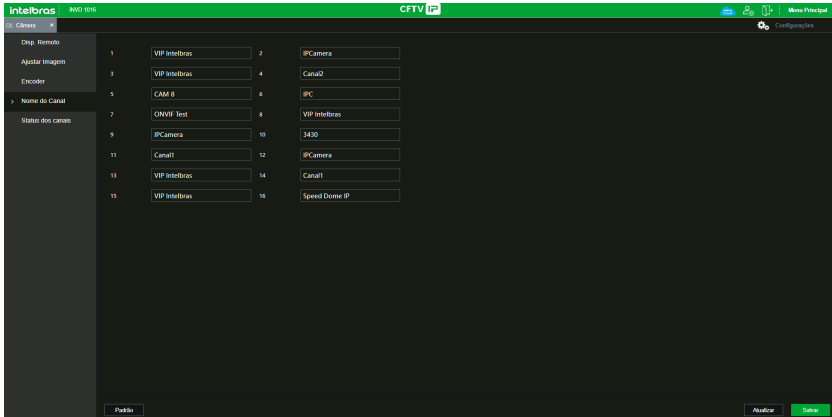 intelbras INVD 1016 CFTV IP Menu Principal
Câmera × Configurações
Disp. Remoto
Ajustar Imagem
Encoder
> Nome do Canal
Status dos canais
1 VIP Intelbras 2 IPCamera
3 VIP Intelbras 4 Canal2
5 CAM 8 6 IPC
7 ONVIF Test 8 VIP Intelbras
9 IPCamera 10 3430
11 Canal1 12 IPCamera
13 VIP Intelbras 14 Canal1
15 VIP Intelbras 16 Speed Dome IP
Padrão Atualizar Salvar